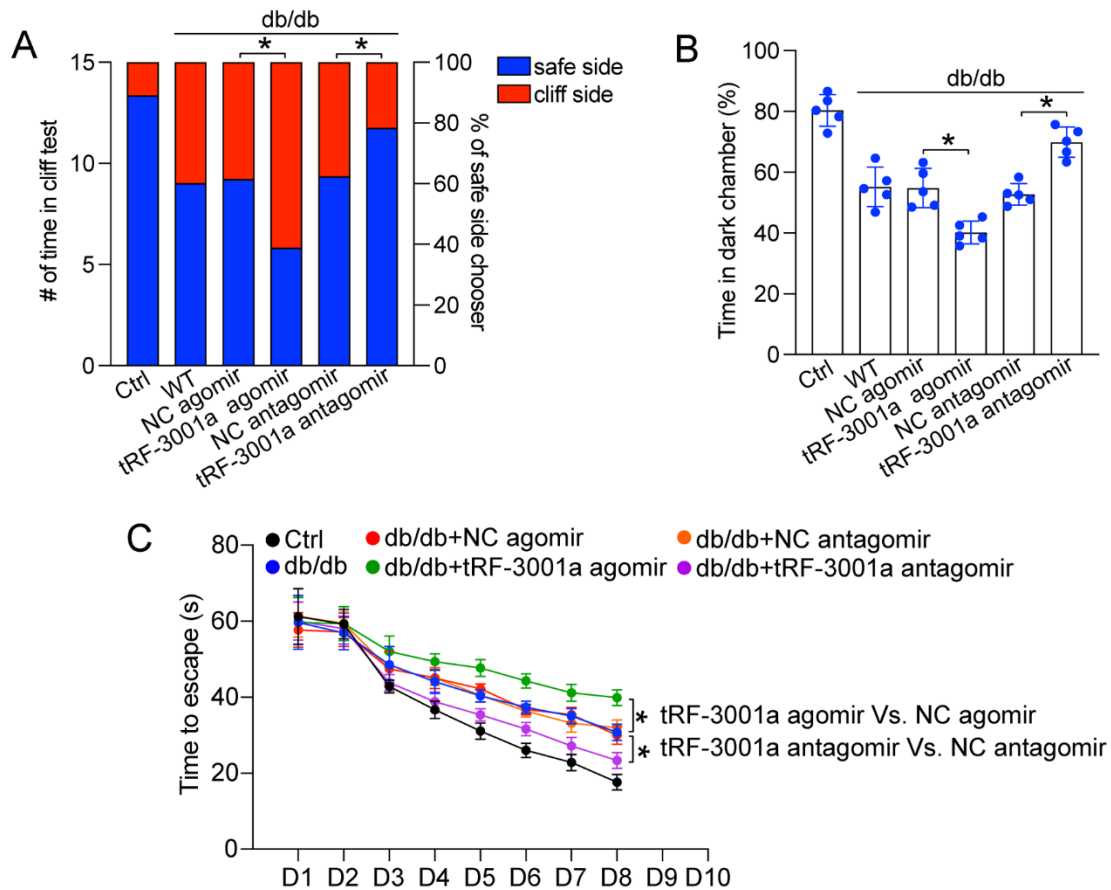 A
db/db
*
*
15
10
5
0
# of time in cliff test
100
80
60
40
20
0
% of safe side chooser
safe side
cliff side
Ctrl
WT
NC agomir
tRF-3001a agomir
NC antagomir
tRF-3001a antagomir
B
db/db
*
*
100
80
60
40
20
0
Time in dark chamber (%)
Ctrl
WT
NC agomir
tRF-3001a agomir
NC antagomir
tRF-3001a antagomir
C
Ctrl
db/db+NC agomir
db/db+NC antagomir
db/db
db/db+tRF-3001a agomir
db/db+tRF-3001a antagomir
80
60
40
20
0
Time to escape (s)
* tRF-3001a agomir Vs. NC agomir
* tRF-3001a antagomir Vs. NC antagomir
D1 D2 D3 D4 D5 D6 D7 D8 D9 D10